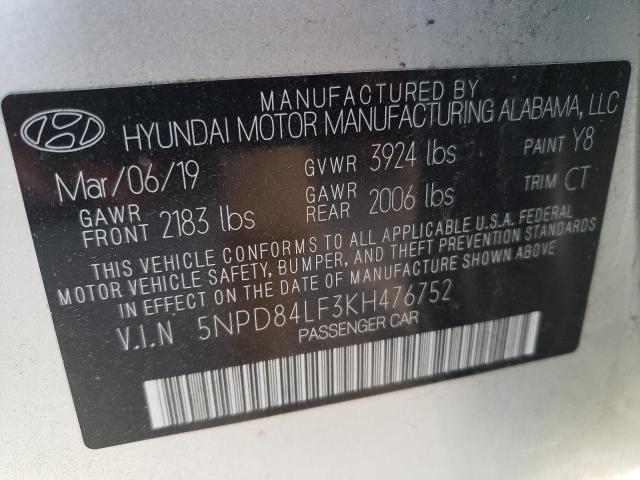 MANUFACTURED BY
HYUNDAI MOTOR MANUFACTURING ALABAMA, LLC
Mar/06/19 GVWR 3924 lbs PAINT Y8
GAWR FRONT 2183 lbs GAWR REAR 2006 lbs TRIM CT
THIS VEHICLE CONFORMS TO ALL APPLICABLE U.S.A. FEDERAL
MOTOR VEHICLE SAFETY, BUMPER, AND THEFT PREVENTION STANDARDS
IN EFFECT ON THE DATE OF MANUFACTURE SHOWN ABOVE
V.I.N 5NPD84LF3KH476752
PASSENGER CAR